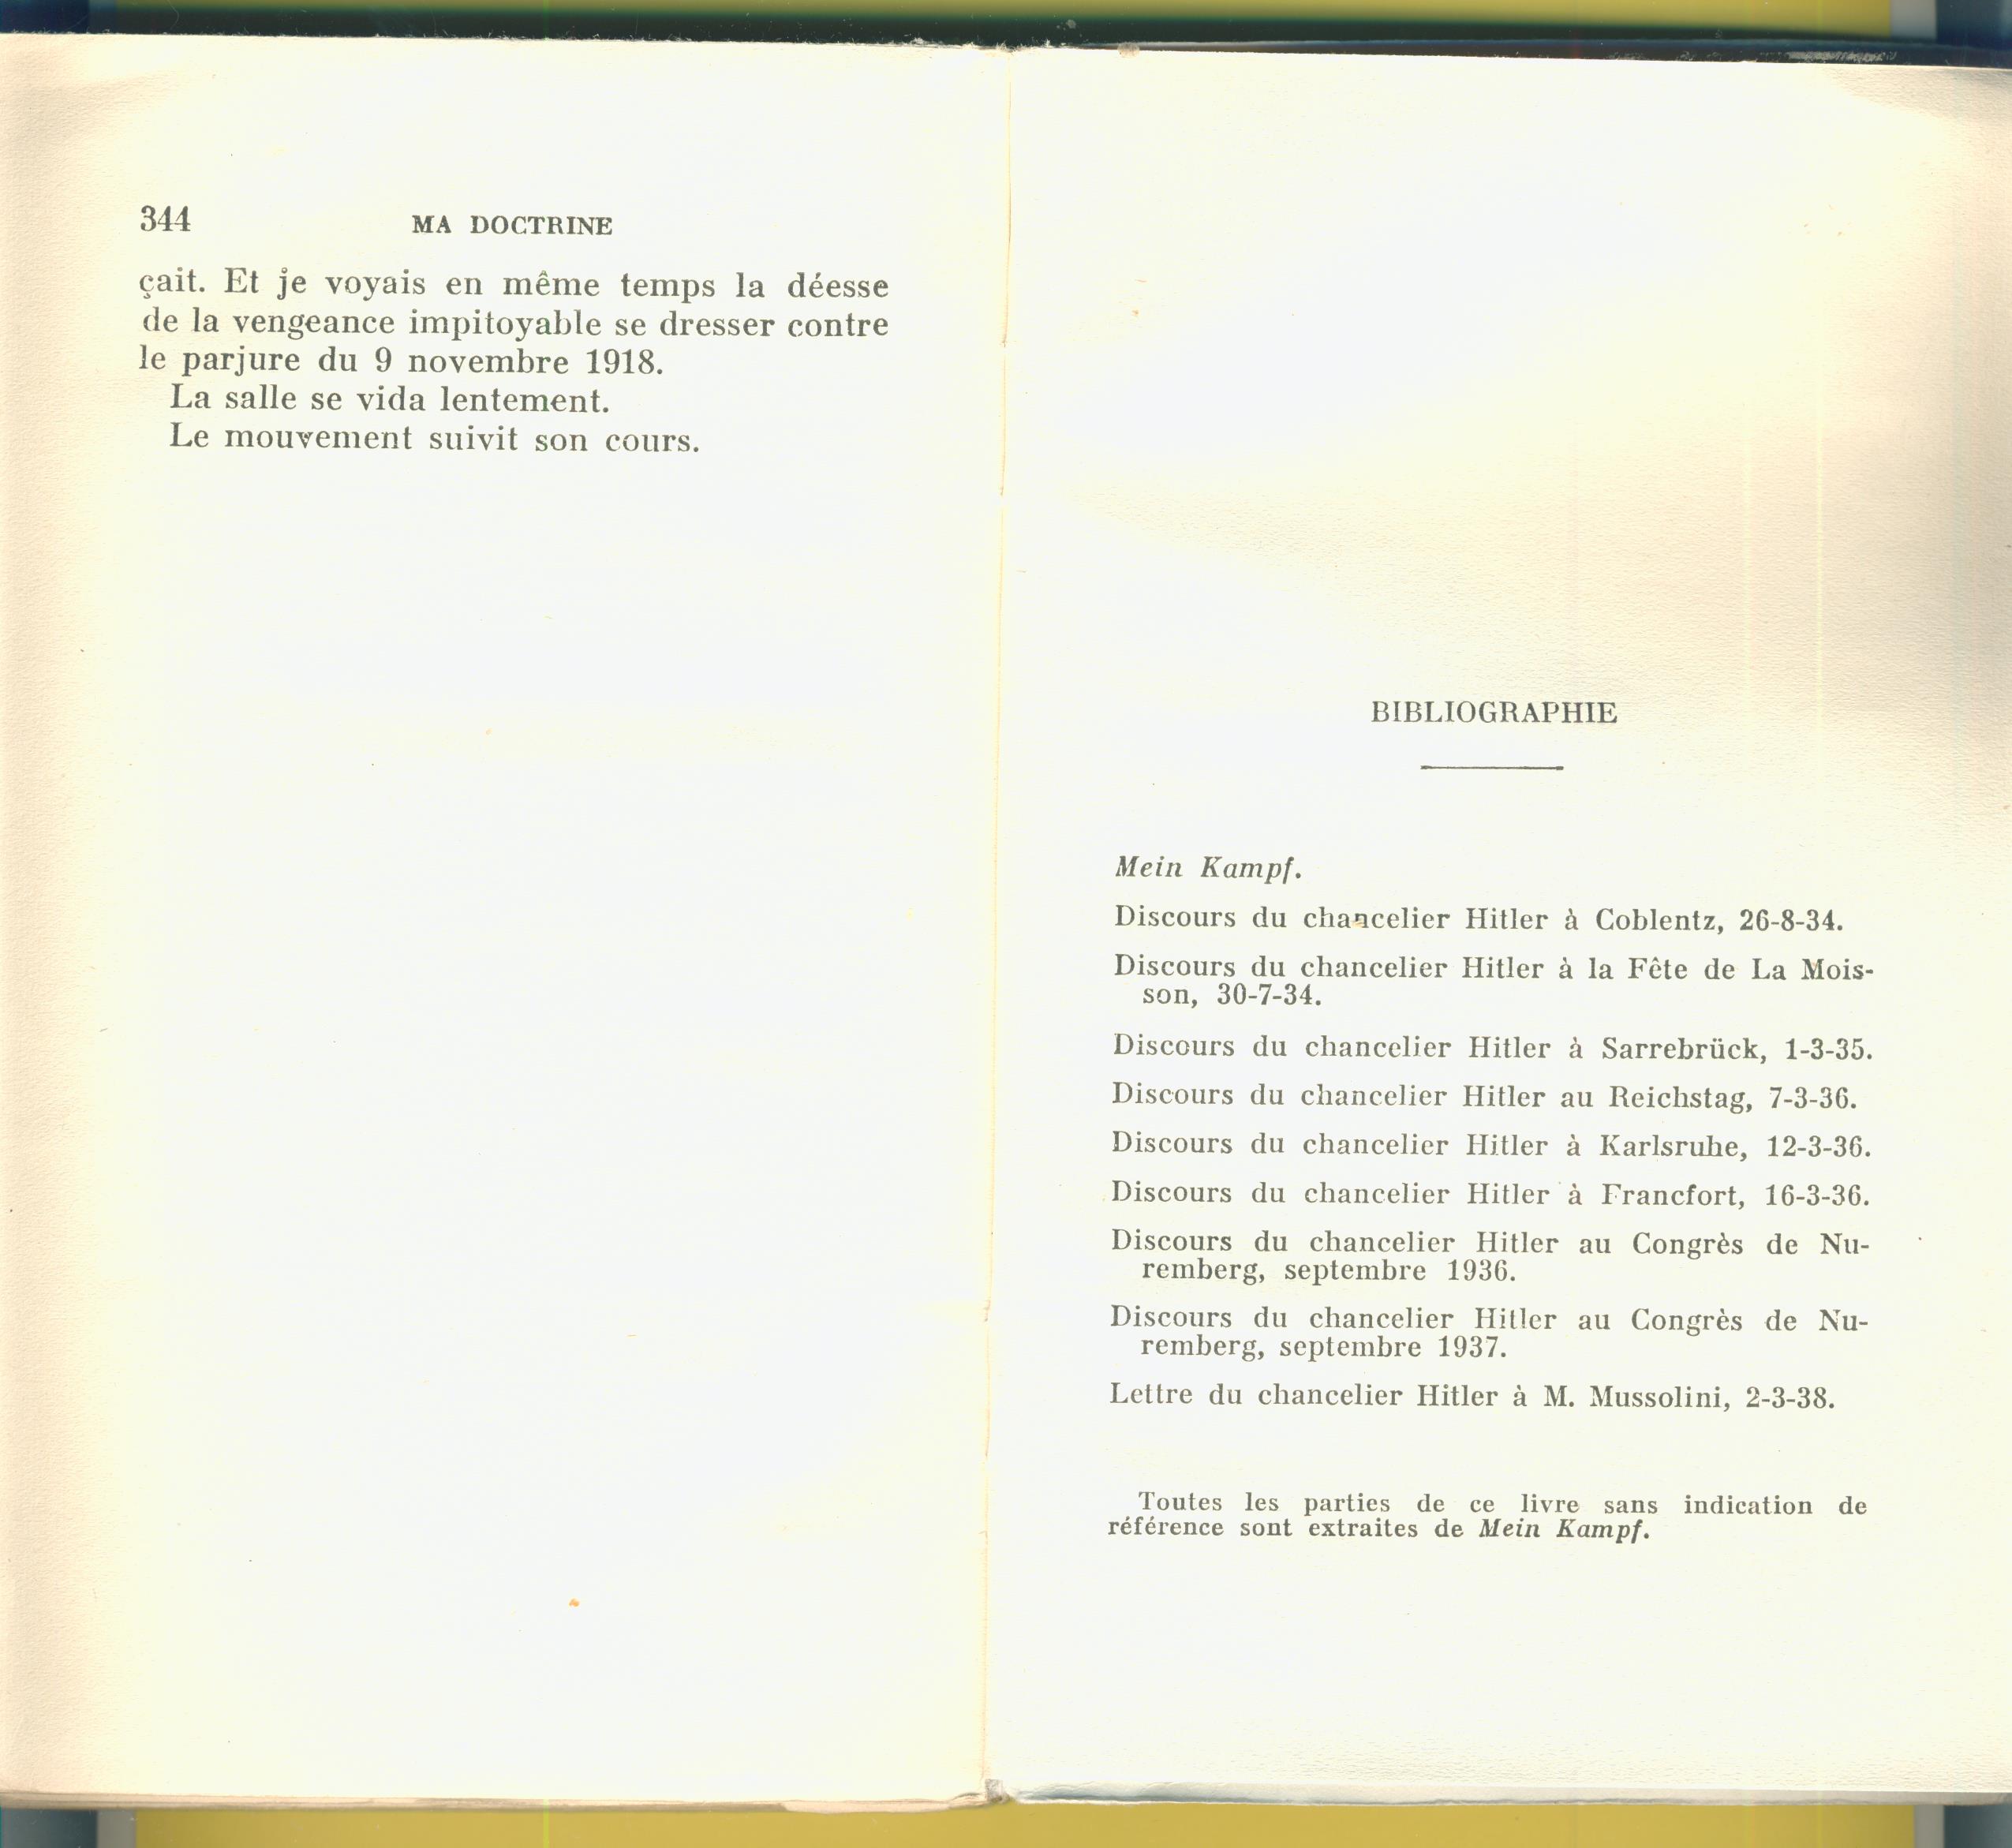 344 MA DOCTRINE
çait. Et je voyais en même temps la déesse
de la vengeance impitoyable se dresser contre
le parjure du 9 novembre 1918.
La salle se vida lentement.
Le mouvement suivit son cours.
BIBLIOGRAPHIE
Mein Kampf.
Discours du chancelier Hitler à Coblentz, 26-8-34.
Discours du chancelier Hitler à la Fête de La Mois-
son, 30-7-34.
Discours du chancelier Hitler à Sarrebrück, 1-3-35.
Discours du chancelier Hitler au Reichstag, 7-3-36.
Discours du chancelier Hitler à Karlsruhe, 12-3-36.
Discours du chancelier Hitler à Francfort, 16-3-36.
Discours du chancelier Hitler au Congrès de Nu-
remberg, septembre 1936.
Discours du chancelier Hitler au Congrès de Nu-
remberg, septembre 1937.
Lettre du chancelier Hitler à M. Mussolini, 2-3-38.
Toutes les parties de ce livre sans indication de
référence sont extraites de Mein Kampf.